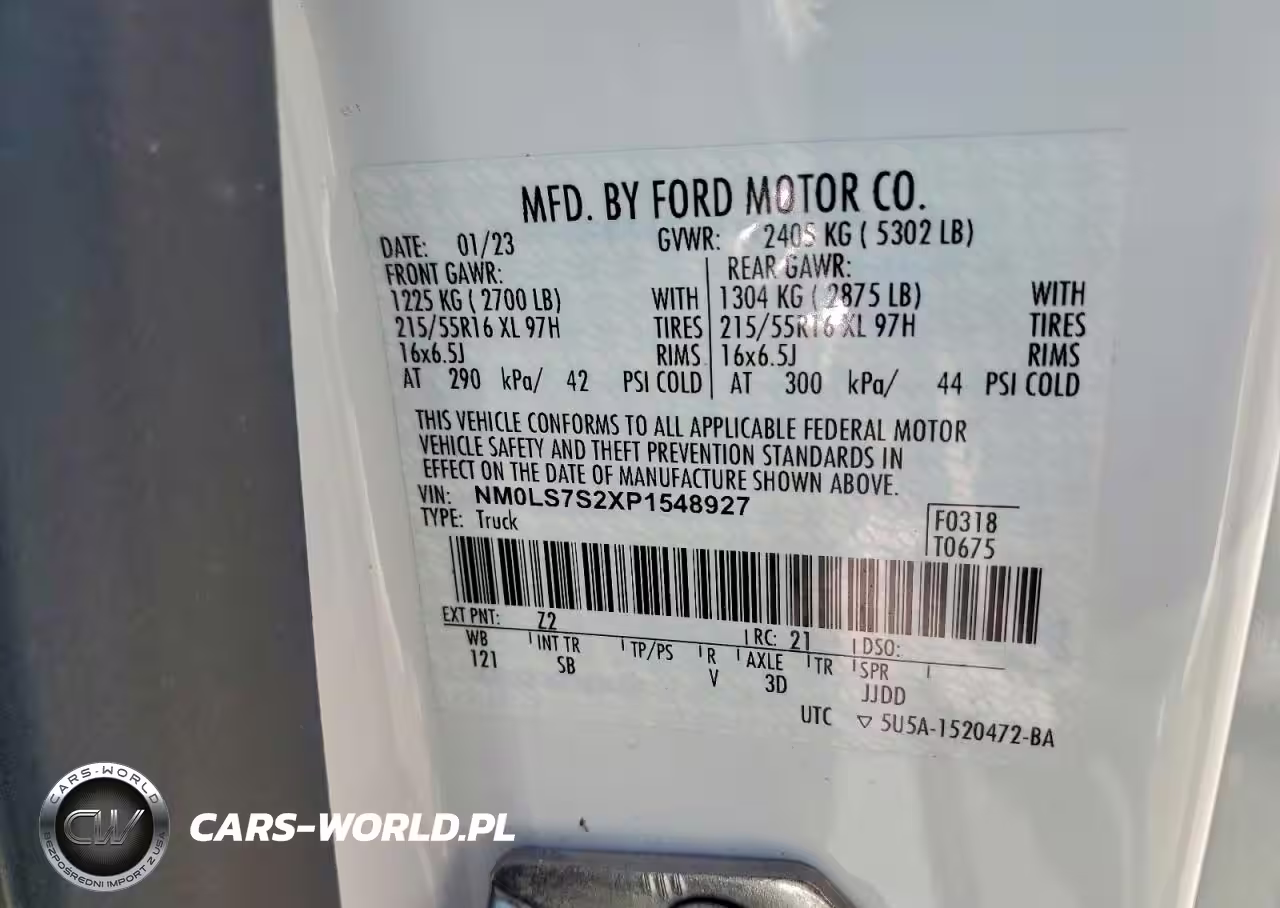 MFD. BY FORD MOTOR CO.
DATE: 01/23 GVWR: 2405 KG ( 5302 LB)
FRONT GAWR: REAR GAWR:
1225 KG ( 2700 LB) WITH 1304 KG ( 2875 LB) WITH
215/55R16 XL 97H TIRES 215/55R16 XL 97H TIRES
16x6.5J RIMS 16x6.5J RIMS
AT 290 kPa/ 42 PSI COLD AT 300 kPa/ 44 PSI COLD
THIS VEHICLE CONFORMS TO ALL APPLICABLE FEDERAL MOTOR
VEHICLE SAFETY AND THEFT PREVENTION STANDARDS IN
EFFECT ON THE DATE OF MANUFACTURE SHOWN ABOVE.
VIN: NM0LS7S2XP1548927
TYPE: Truck
F0318
T0675
EXT PNT: Z2 RC: 21 DSO:
WB INT TR TP/PS R AXLE TR SPR
121 SB V 3D JJDD
UTC ▽ 5U5A-1520472-BA
CARS-WORLD
CW
BEZPOŚREDNI IMPORT Z USA
CARS-WORLD.PL